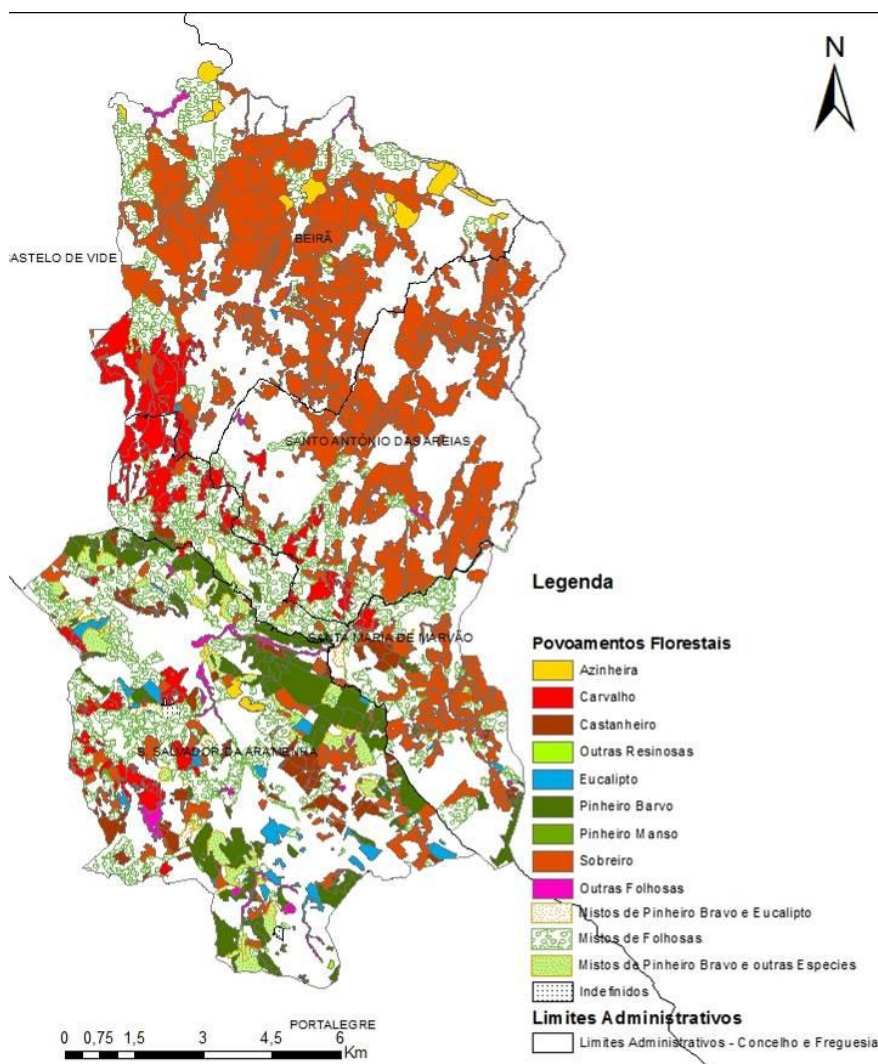 N
BEIRÃ
CASTELO DE VIDE
SANTO ANTÓNIO DAS AREIAS
SANTA MARIA DE MARVÃO
S. SALVADOR DA ARAMENHA
PORTALEGRE
0 0,75 1,5 3 4,5 6
Km
Legenda
Povoamentos Florestais
Azinheira
Carvalho
Castanheiro
Outras Resinosas
Eucalipto
Pinheiro Barvo
Pinheiro Manso
Sobreiro
Outras Folhosas
Mistos de Pinheiro Bravo e Eucalipto
Mistos de Folhosas
Mistos de Pinheiro Bravo e outras Especies
Indefinidos
Limites Administrativos
Limites Administrativos - Concelho e Freguesia